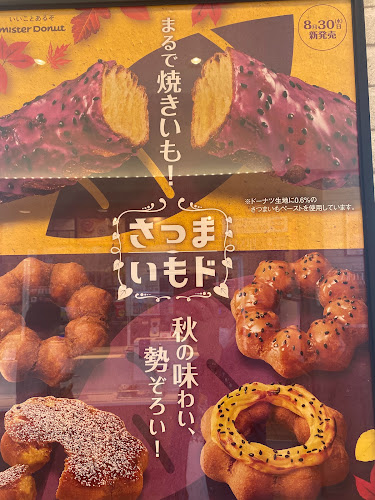 いいことあるぞ
mister Donut
8月30日(水)
新発売
まるで焼きいも!
※ドーナツ生地に0.6%の
さつまいもペーストを使用しています。
さつま
いもド
秋の味わい、
勢ぞろい!